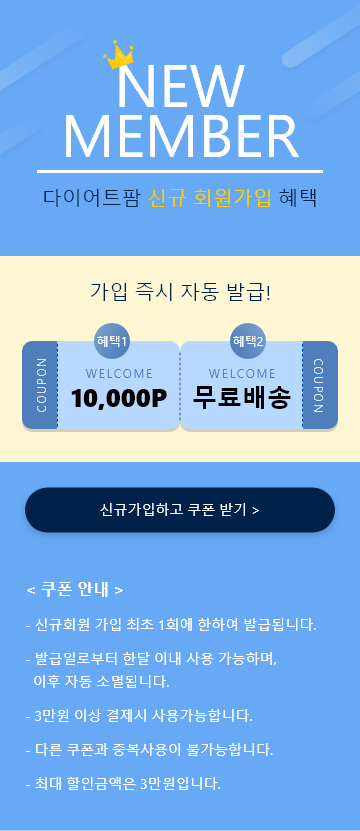 NEW
MEMBER
다이어트팜 신규 회원가입 혜택
가입 즉시 자동 발급!
혜택1
혜택2
COUPON
WELCOME
10,000P
WELCOME
무료배송
COUPON
신규가입하고 쿠폰 받기 >
< 쿠폰 안내 >
- 신규회원 가입 최초 1회에 한하여 발급됩니다.
- 발급일로부터 한달 이내 사용 가능하며,
이후 자동 소멸됩니다.
- 3만원 이상 결제시 사용가능합니다.
- 다른 쿠폰과 중복사용이 불가능합니다.
- 최대 할인금액은 3만원입니다.